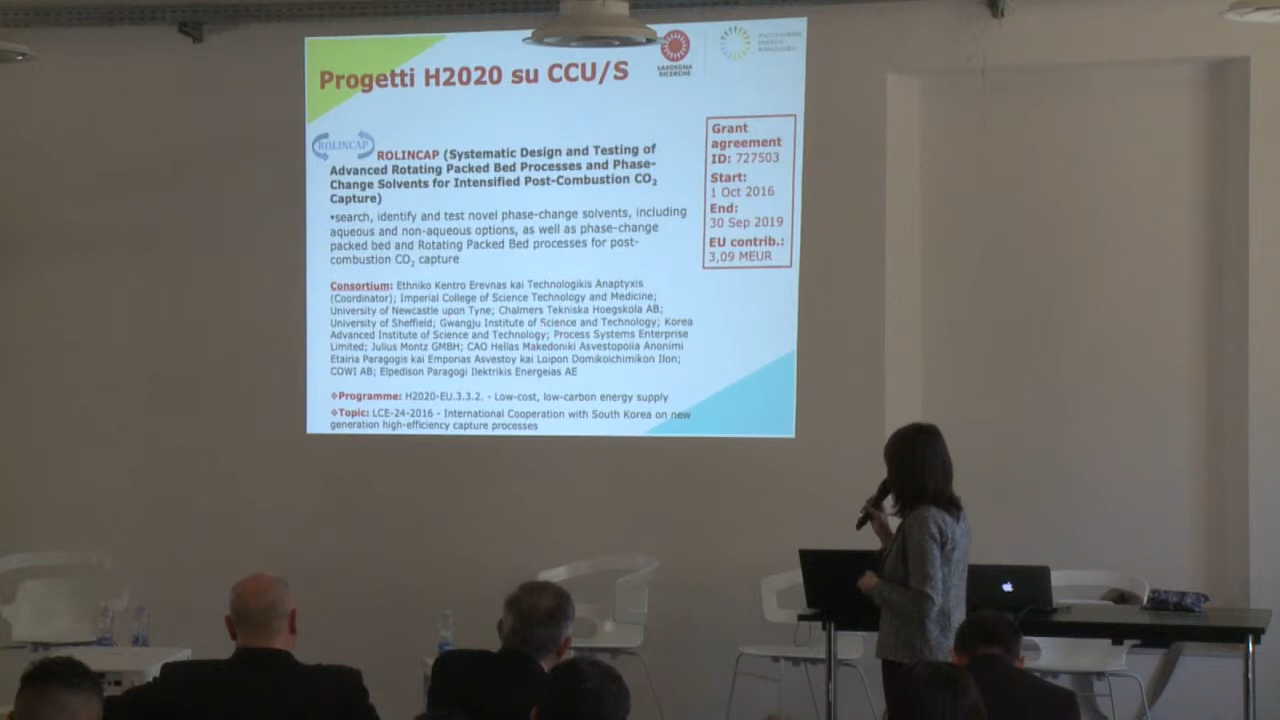 Progetti H2020 su CCU/S
SARDEGNA
RICERCHE
PIATTAFORMA
ENERGIE
RINNOVABILI
ROLINCAP
ROLINCAP (Systematic Design and Testing of
Advanced Rotating Packed Bed Processes and Phase-
Change Solvents for Intensified Post-Combustion CO2
Capture)
•search, identify and test novel phase-change solvents, including
aqueous and non-aqueous options, as well as phase-change
packed bed and Rotating Packed Bed processes for post-
combustion CO2 capture
Grant
agreement
ID: 727503
Start:
1 Oct 2016
End:
30 Sep 2019
EU contrib.:
3,09 MEUR
Consortium: Ethniko Kentro Erevnas kai Technologikis Anaptyxis
(Coordinator); Imperial College of Science Technology and Medicine;
University of Newcastle upon Tyne; Chalmers Tekniska Hoegskola AB;
University of Sheffield; Gwangju Institute of Science and Technology; Korea
Advanced Institute of Science and Technology; Process Systems Enterprise
Limited; Julius Montz GMBH; CAO Hellas Makedoniki Asvestopoiia Anonimi
Etairia Paragogis kai Emporias Asvestoy kai Loipon Domikoichimikon Ilon;
COWI AB; Elpedison Paragogi Ilektrikis Energeias AE
❖Programme: H2020-EU.3.3.2. - Low-cost, low-carbon energy supply
❖Topic: LCE-24-2016 - International Cooperation with South Korea on new
generation high-efficiency capture processes